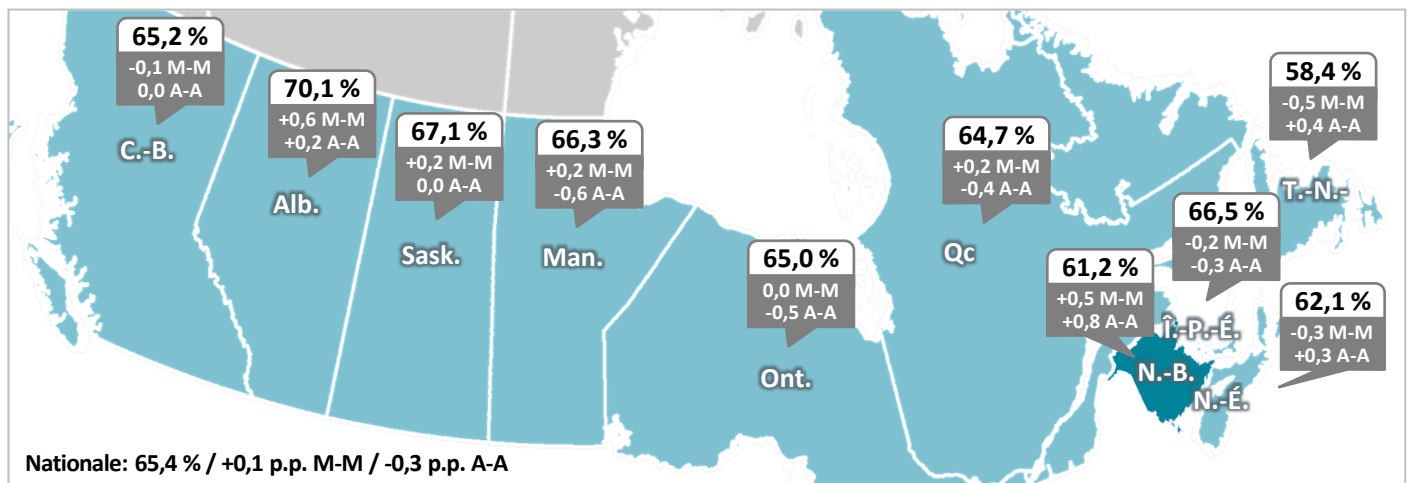 65,2 %
-0,1 M-M
0,0 A-A
C.-B.
70,1 %
+0,6 M-M
+0,2 A-A
Alb.
67,1 %
+0,2 M-M
0,0 A-A
Sask.
66,3 %
+0,2 M-M
-0,6 A-A
Man.
65,0 %
0,0 M-M
-0,5 A-A
Ont.
64,7 %
+0,2 M-M
-0,4 A-A
Qc
58,4 %
-0,5 M-M
+0,4 A-A
T.-N.-
66,5 %
-0,2 M-M
-0,3 A-A
Î.-P.-É.
61,2 %
+0,5 M-M
+0,8 A-A
N.-B.
62,1 %
-0,3 M-M
+0,3 A-A
N.-É.
Nationale: 65,4 % / +0,1 p.p. M-M / -0,3 p.p. A-A